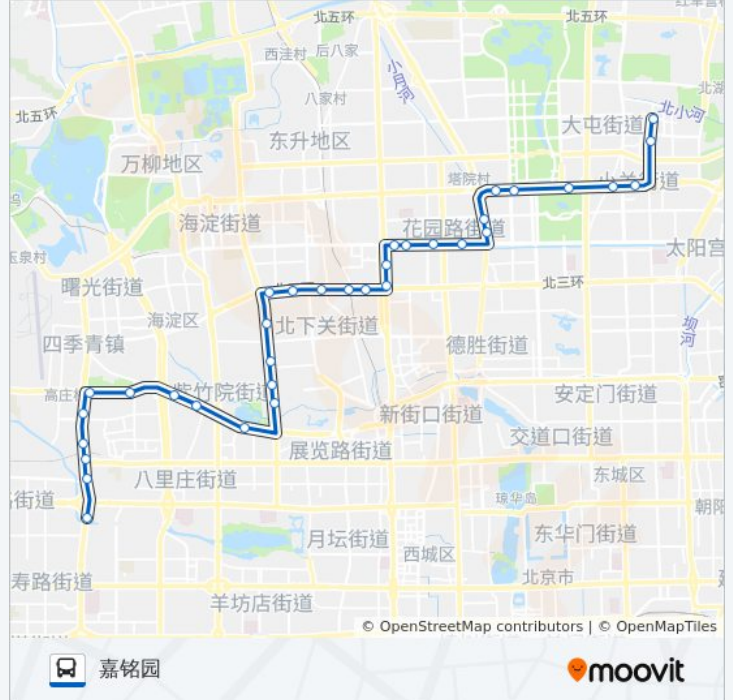 北五环
北五环
西洼村
后八家
小月河
八家村
北五环
北小河
大屯街道
东升地区
万柳地区
塔院村
海淀街道
花园路街道
玉泉村
太阳宫
曙光街道
北三环
海淀区
北下关街道
坝河
四季青镇
德胜街道
紫竹院街道
安定门街道
新街口街道
交道口街道
展览路街道
八里庄街道
东城区
街道
琼华岛
朝阳
月坛街道
东华门街道
西城区
寿路街道
北京市
羊坊店街道
© OpenStreetMap contributors | © OpenMapTiles
嘉铭园
moovit